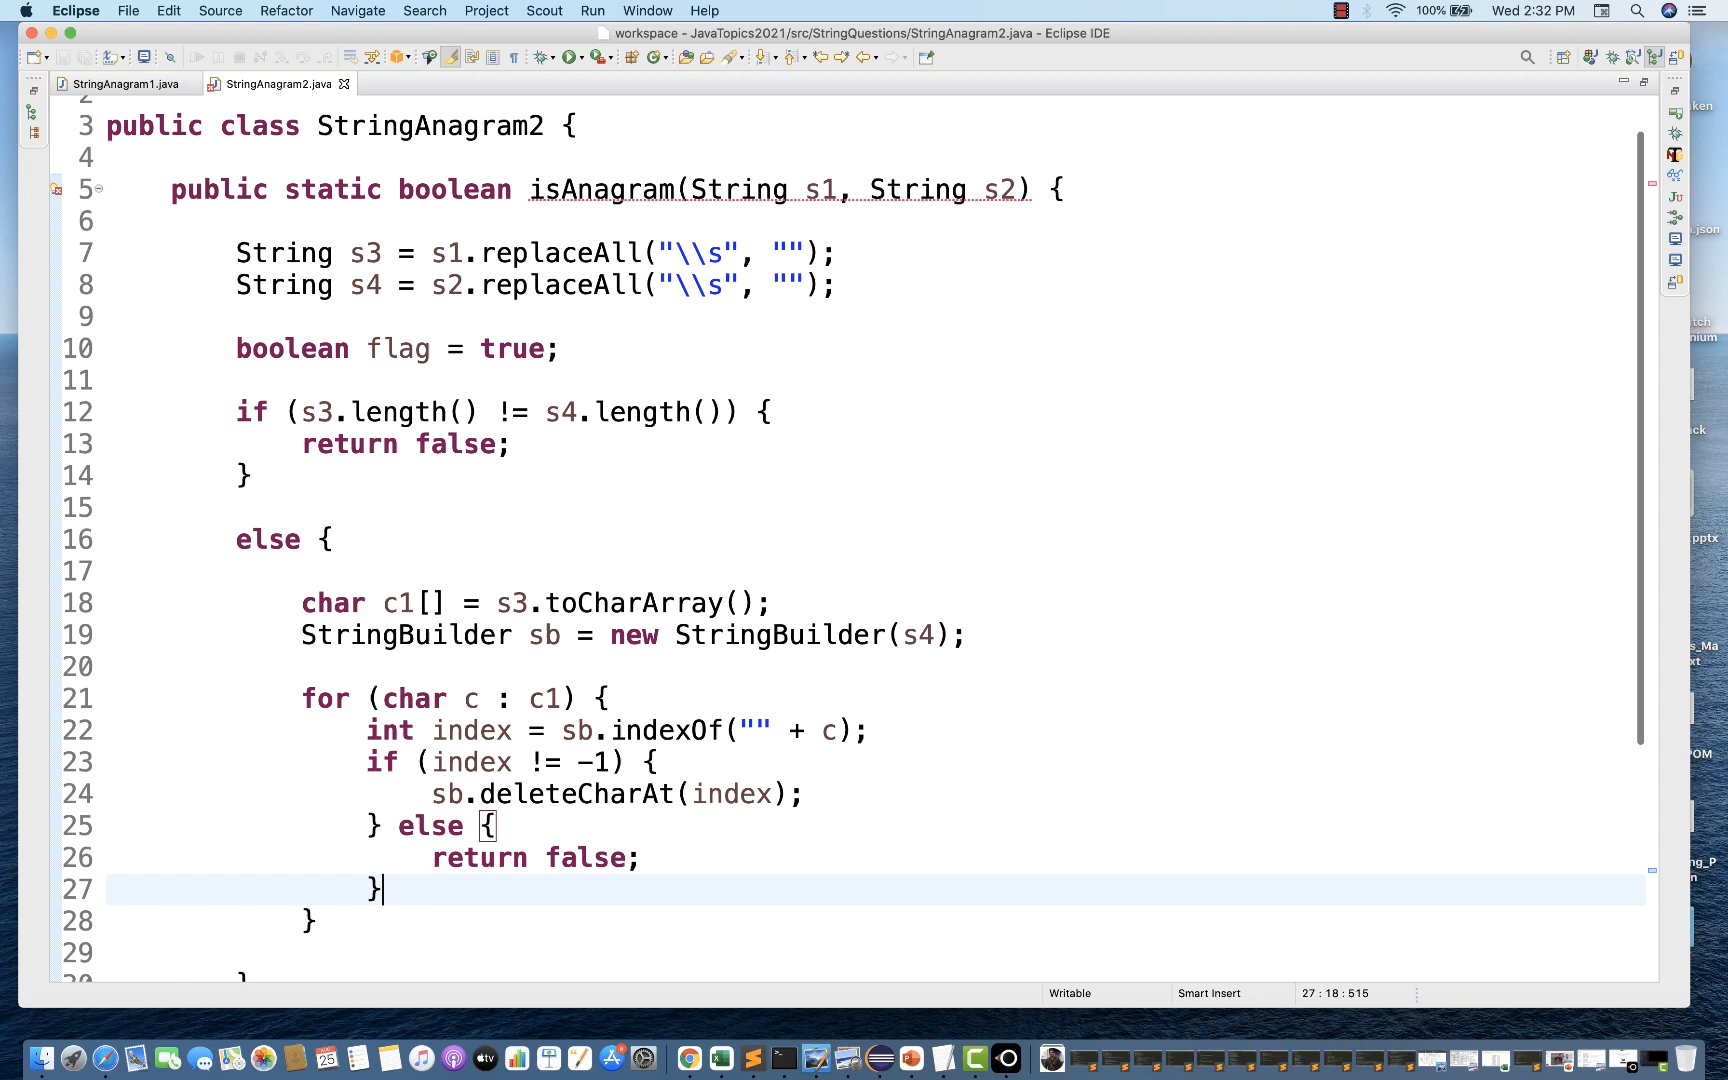 Eclipse File Edit Source Refactor Navigate Search Project Scout Run Window Help 100% Wed 2:32 PM
workspace - JavaTopics2021/src/StringQuestions/StringAnagram2.java - Eclipse IDE
StringAnagram1.java StringAnagram2.java
3 public class StringAnagram2 {
4
5 public static boolean isAnagram(String s1, String s2) {
6
7 String s3 = s1.replaceAll("\\s", "");
8 String s4 = s2.replaceAll("\\s", "");
9
10 boolean flag = true;
11
12 if (s3.length() != s4.length()) {
13 return false;
14 }
15
16 else {
17
18 char c1[] = s3.toCharArray();
19 StringBuilder sb = new StringBuilder(s4);
20
21 for (char c : c1) {
22 int index = sb.indexOf("" + c);
23 if (index != -1) {
24 sb.deleteCharAt(index);
25 } else {
26 return false;
27 }
28 }
29
Writable Smart Insert 27 : 18 : 515